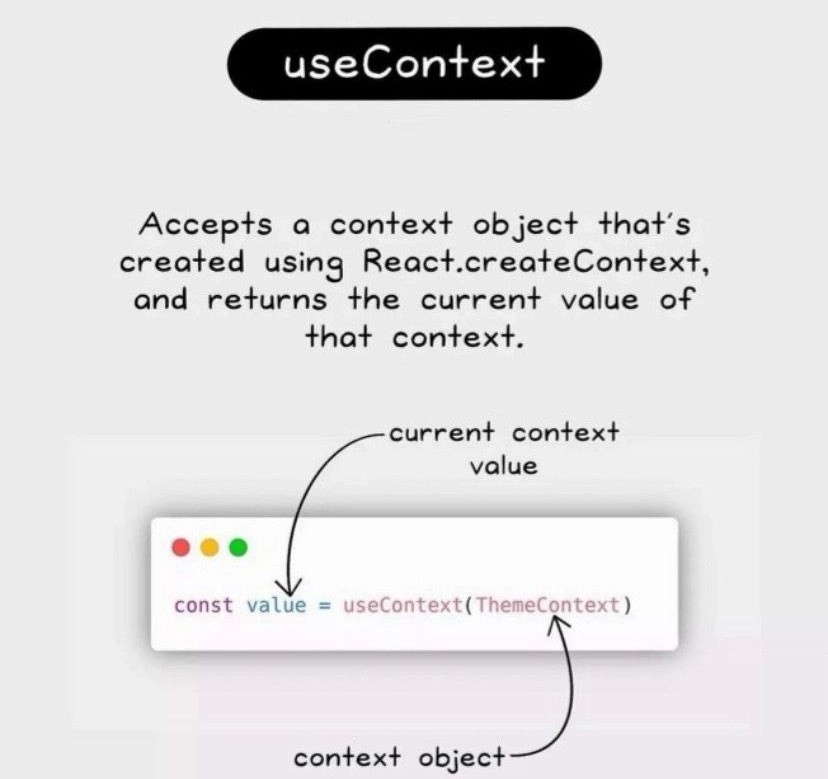 useContext
Accepts a context object that's
created using React.createContext,
and returns the current value of
that context.
current context
value
const value = useContext(ThemeContext)
context object